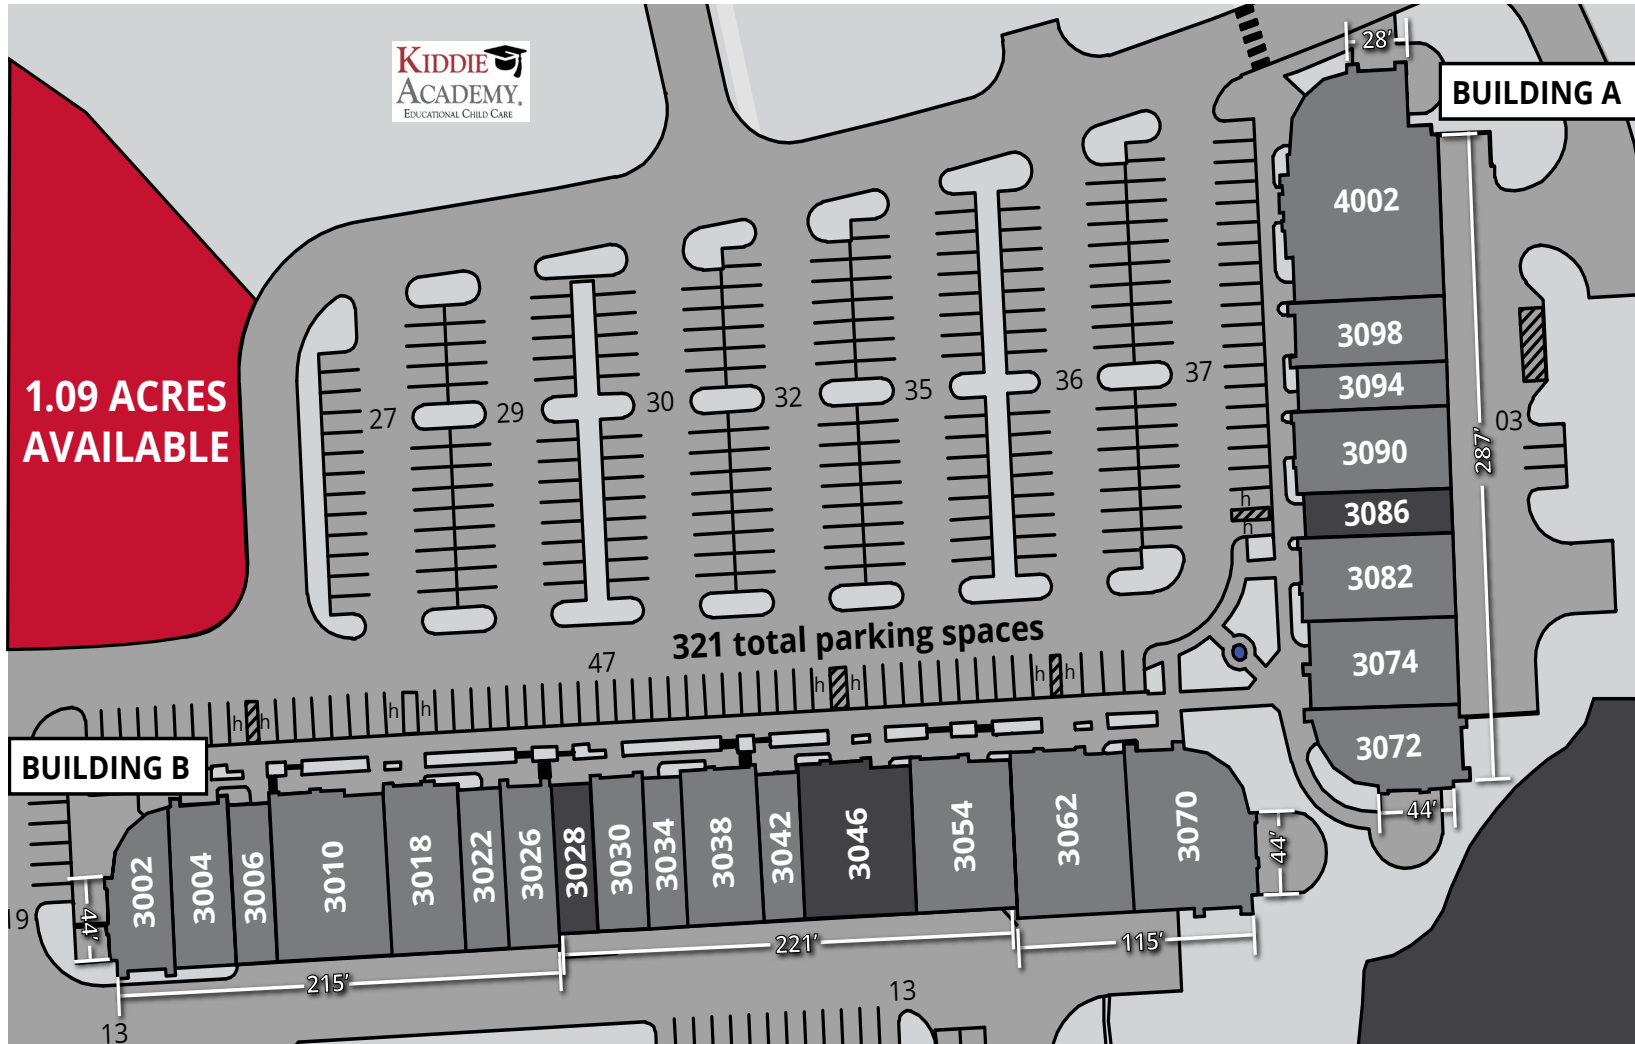 28’
KIDDIE
ACADEMY®
EDUCATIONAL CHILD CARE
BUILDING A
4002
3098
3094
1.09 ACRES
AVAILABLE
27
29
30
32
35
36
37
3090
03
287’
h
h
3086
3082
321 total parking spaces
47
3074
h
h
h
h
h
h
h
h
3072
BUILDING B
44’
3002
3004
3006
3010
3018
3022
3026
3028
3030
3034
3038
3042
3046
3054
3062
3070
44’
19
44’
215’
221’
115’
13
13